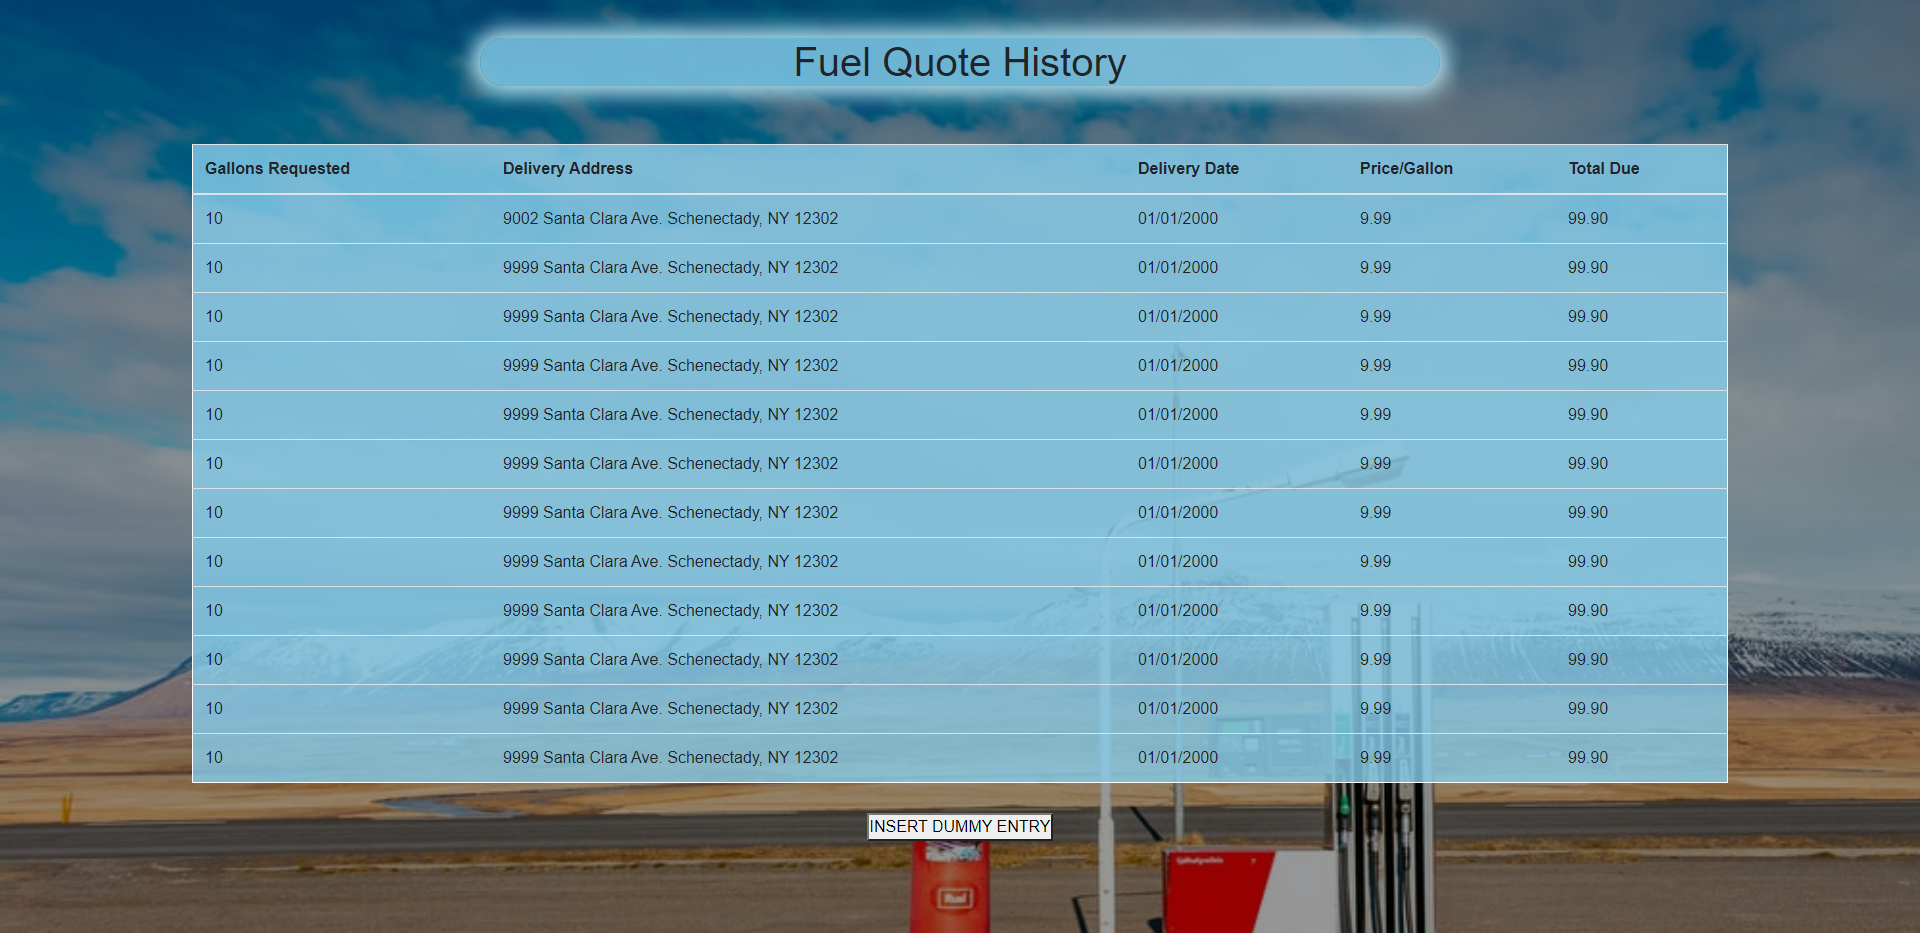 Fuel Quote History
Gallons Requested Delivery Address Delivery Date Price/Gallon Total Due
10 9002 Santa Clara Ave. Schenectady, NY 12302 01/01/2000 9.99 99.90
10 9999 Santa Clara Ave. Schenectady, NY 12302 01/01/2000 9.99 99.90
10 9999 Santa Clara Ave. Schenectady, NY 12302 01/01/2000 9.99 99.90
10 9999 Santa Clara Ave. Schenectady, NY 12302 01/01/2000 9.99 99.90
10 9999 Santa Clara Ave. Schenectady, NY 12302 01/01/2000 9.99 99.90
10 9999 Santa Clara Ave. Schenectady, NY 12302 01/01/2000 9.99 99.90
10 9999 Santa Clara Ave. Schenectady, NY 12302 01/01/2000 9.99 99.90
10 9999 Santa Clara Ave. Schenectady, NY 12302 01/01/2000 9.99 99.90
10 9999 Santa Clara Ave. Schenectady, NY 12302 01/01/2000 9.99 99.90
10 9999 Santa Clara Ave. Schenectady, NY 12302 01/01/2000 9.99 99.90
10 9999 Santa Clara Ave. Schenectady, NY 12302 01/01/2000 9.99 99.90
10 9999 Santa Clara Ave. Schenectady, NY 12302 01/01/2000 9.99 99.90
INSERT DUMMY ENTRY